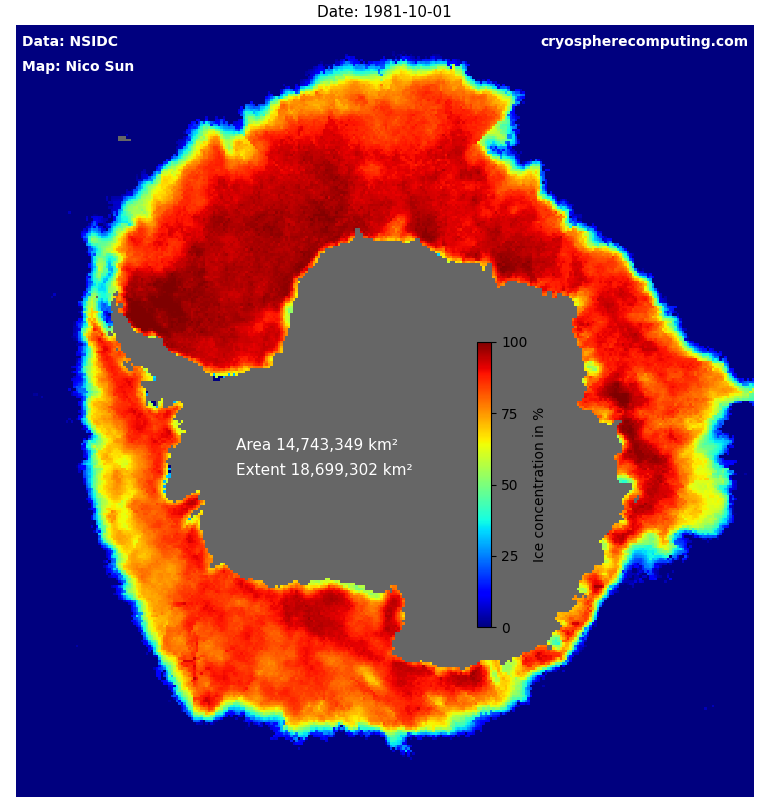 Date: 1981-10-01
Data: NSIDC
cryospherecomputing.com
Map: Nico Sun
100
75
50
25
0
Ice concentration in %
Area 14,743,349 km²
Extent 18,699,302 km²